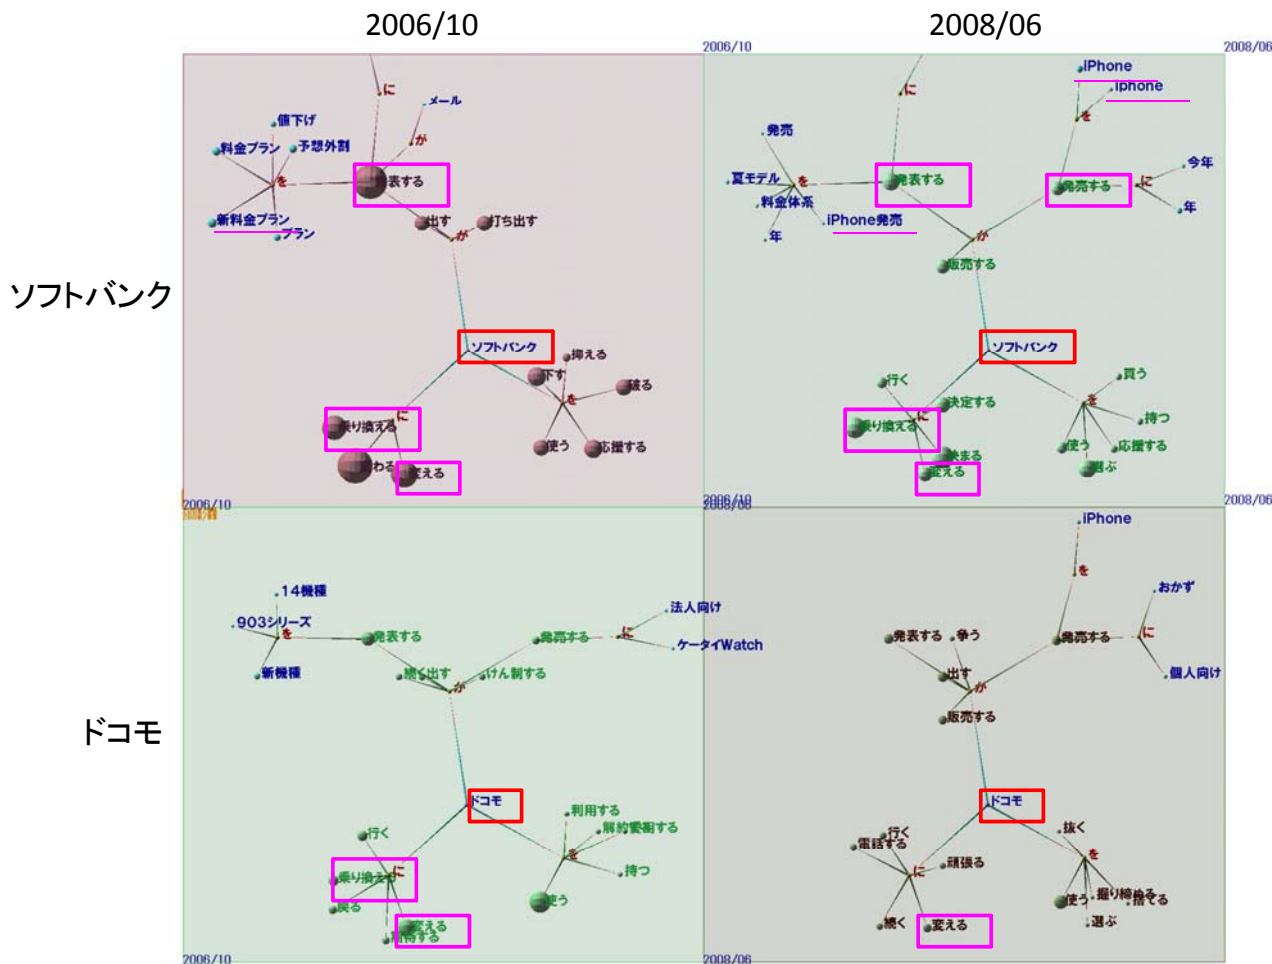 2006/10
2008/06
2006/10
2008/06
ソフトバンク
に
メール
値下げ
が
料金プラン
予想外割
を
発表する
新料金プラン
プラン
出す
打ち出す
が
ソフトバンク
抑える
下す
破る
を
に
乗り換える
使う
応援する
変える
2006/10
iPhone
iphone
に
を
発売
今年
夏モデル
を
発表する
発売する
に
料金体系
年
iPhone発売
年
が
販売する
ソフトバンク
行く
買う
決定する
を
持つ
に
乗り換える
使う
応援する
決まる
選ぶ
変える
2006/10
2008/06
2008/06
ドコモ
14機種
903シリーズ
を
発表する
新機種
続く
出す
けん制する
が
発売する
に
法人向け
ケータイWatch
ドコモ
利用する
行く
を
持つ
に
乗り換える
戻る
使う
変える
期待する
2006/10
iPhone
を
おかず
発表する
争う
発売する
に
出す
が
個人向け
販売する
ドコモ
抜く
行く
電話する
頑張る
を
に
使う
掘り締める
捨てる
続く
変える
選ぶ
2008/06